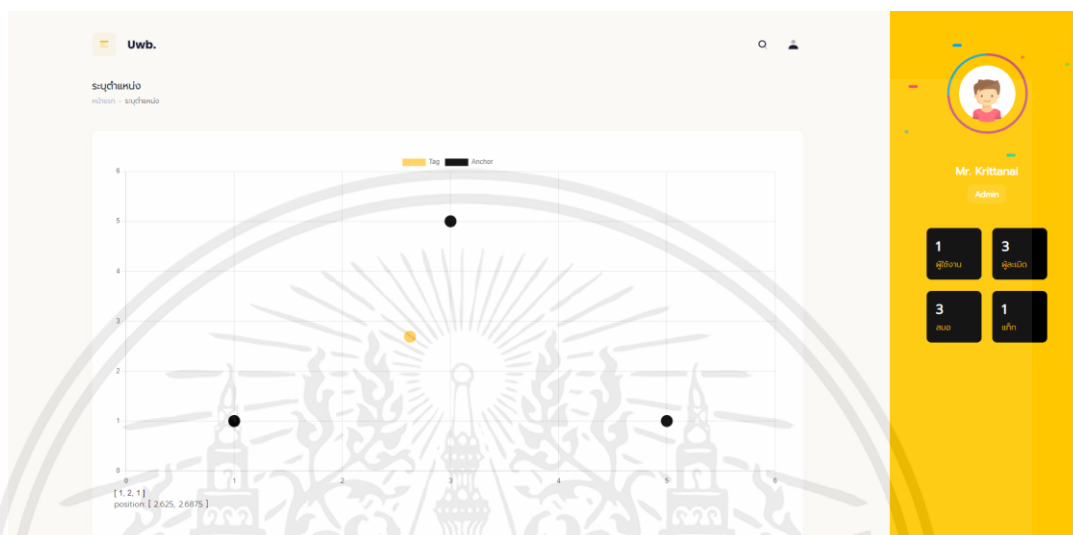 Uwb.
ระบุตำแหน่ง
หน้าแรก - ระบุตำแหน่ง
Tag Anchor
6
5
4
3
2
1
0
0 1 2 3 4 5 6
[ 1, 2, 1 ]
position: [ 2.625, 2.6875 ]
Mr. Krittanai
Admin
1
ผู้ใช้งาน
3
ผู้ละเมิด
3
สมอ
1
แท็ก